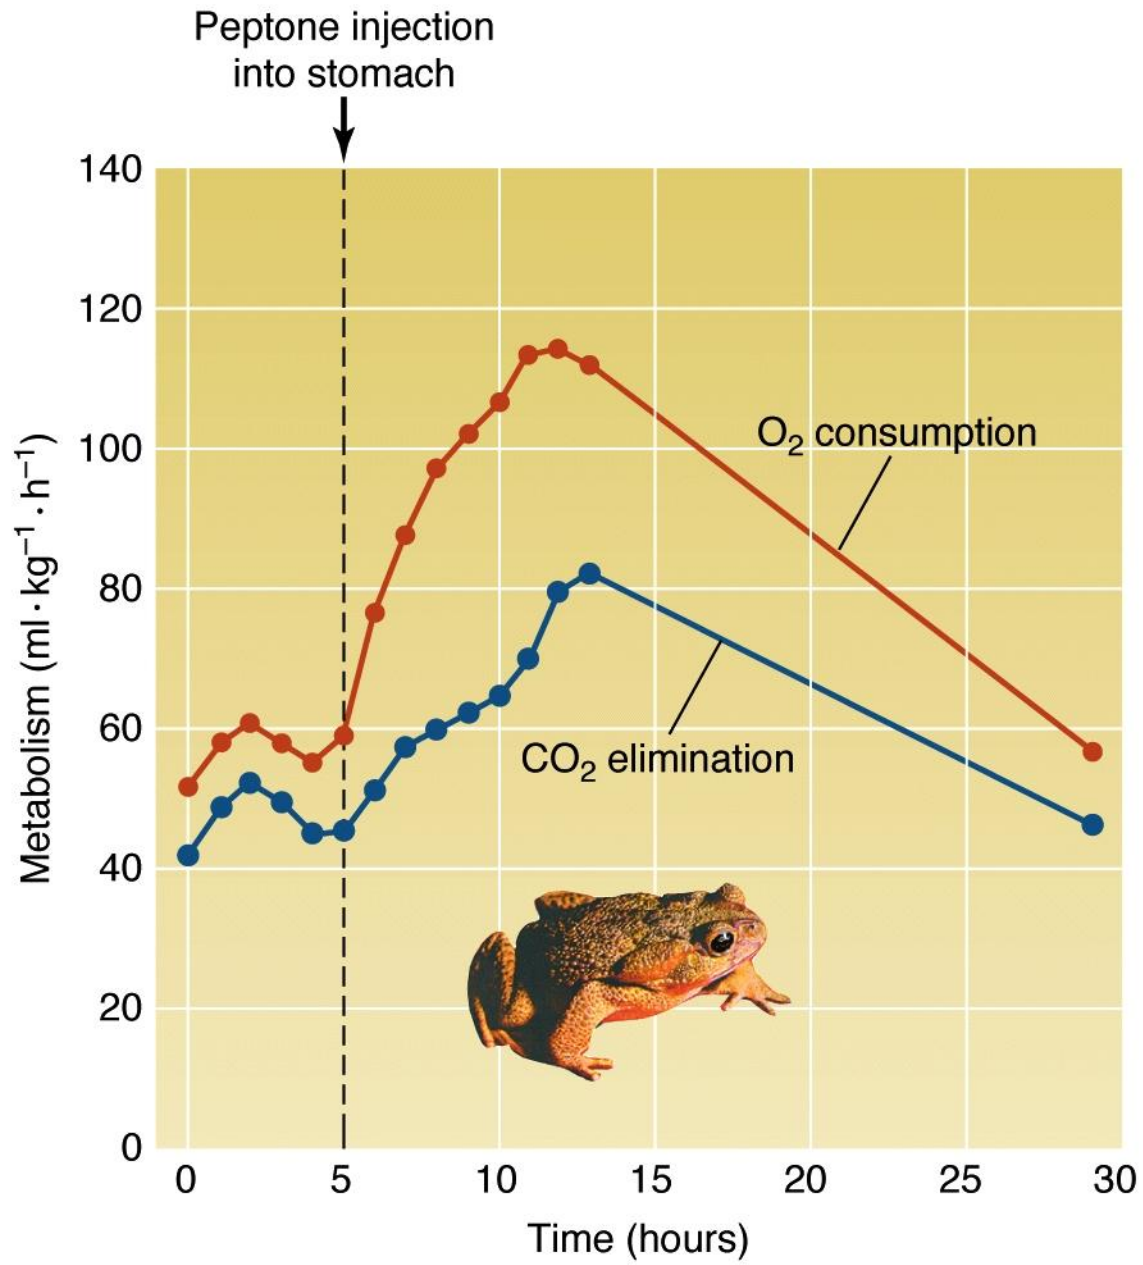 Peptone injection
into stomach
140
120
100
80
60
40
20
0
Metabolism (ml·kg⁻¹·h⁻¹)
O₂ consumption
CO₂ elimination
0 5 10 15 20 25 30
Time (hours)